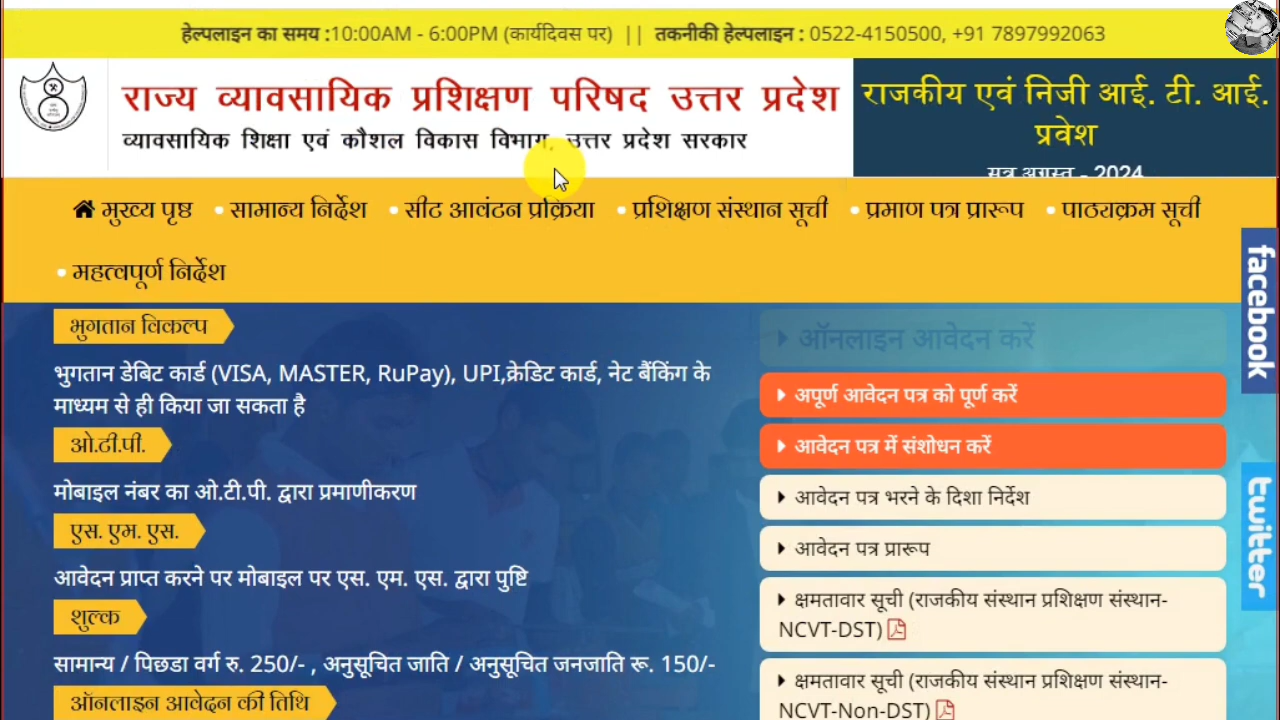 हेल्पलाइन का समय :10:00AM - 6:00PM (कार्यदिवस पर) || तकनीकी हेल्पलाइन : 0522-4150500, +91 7897992063
राज्य व्यावसायिक प्रशिक्षण परिषद उत्तर प्रदेश
व्यावसायिक शिक्षा एवं कौशल विकास विभाग, उत्तर प्रदेश सरकार
राजकीय एवं निजी आई. टी. आई.
प्रवेश
सत्र अगस्त - 2024
मुख्य पृष्ठ • सामान्य निर्देश • सीट आवंटन प्रक्रिया • प्रशिक्षण संस्थान सूची • प्रमाण पत्र प्रारूप • पाठ्यक्रम सूची
• महत्वपूर्ण निर्देश
facebook
twitter
भुगतान विकल्प
भुगतान डेबिट कार्ड (VISA, MASTER, RuPay), UPI,क्रेडिट कार्ड, नेट बैंकिंग के
माध्यम से ही किया जा सकता है
ओ.टी.पी.
मोबाइल नंबर का ओ.टी.पी. द्वारा प्रमाणीकरण
एस. एम. एस.
आवेदन प्राप्त करने पर मोबाइल पर एस. एम. एस. द्वारा पुष्टि
शुल्क
सामान्य / पिछडा वर्ग रु. 250/- , अनुसूचित जाति / अनुसूचित जनजाति रू. 150/-
ऑनलाइन आवेदन की तिथि
ऑनलाइन आवेदन करें
अपूर्ण आवेदन पत्र को पूर्ण करें
आवेदन पत्र में संशोधन करें
आवेदन पत्र भरने के दिशा निर्देश
आवेदन पत्र प्रारूप
क्षमतावार सूची (राजकीय संस्थान प्रशिक्षण संस्थान-
NCVT-DST)
क्षमतावार सूची (राजकीय संस्थान प्रशिक्षण संस्थान-
NCVT-Non-DST)